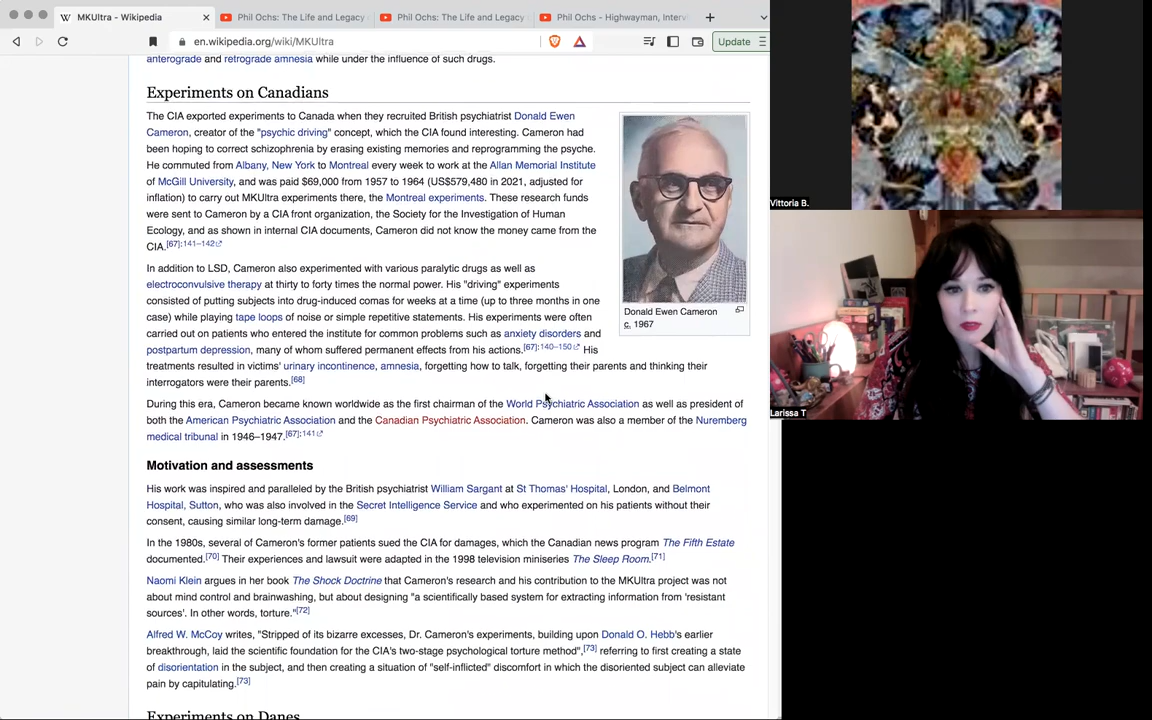 MKUltra - Wikipedia
Phil Ochs: The Life and Legacy
Phil Ochs: The Life and Legacy
Phil Ochs - Highwayman, Intervi
en.wikipedia.org/wiki/MKUltra
Update
anterograde and retrograde amnesia while under the influence of such drugs.
Experiments on Canadians
The CIA exported experiments to Canada when they recruited British psychiatrist Donald Ewen
Cameron, creator of the "psychic driving" concept, which the CIA found interesting. Cameron had
been hoping to correct schizophrenia by erasing existing memories and reprogramming the psyche.
He commuted from Albany, New York to Montreal every week to work at the Allan Memorial Institute
of McGill University, and was paid $69,000 from 1957 to 1964 (US$579,480 in 2021, adjusted for
inflation) to carry out MKUltra experiments there, the Montreal experiments. These research funds
were sent to Cameron by a CIA front organization, the Society for the Investigation of Human
Ecology, and as shown in internal CIA documents, Cameron did not know the money came from the
CIA.[67]:141–142
Donald Ewen Cameron
c. 1967
In addition to LSD, Cameron also experimented with various paralytic drugs as well as
electroconvulsive therapy at thirty to forty times the normal power. His "driving" experiments
consisted of putting subjects into drug-induced comas for weeks at a time (up to three months in one
case) while playing tape loops of noise or simple repetitive statements. His experiments were often
carried out on patients who entered the institute for common problems such as anxiety disorders and
postpartum depression, many of whom suffered permanent effects from his actions.[67]:140–150 His
treatments resulted in victims' urinary incontinence, amnesia, forgetting how to talk, forgetting their parents and thinking their
interrogators were their parents.[68]
During this era, Cameron became known worldwide as the first chairman of the World Psychiatric Association as well as president of
both the American Psychiatric Association and the Canadian Psychiatric Association. Cameron was also a member of the Nuremberg
medical tribunal in 1946–1947.[67]:141
Motivation and assessments
His work was inspired and paralleled by the British psychiatrist William Sargant at St Thomas' Hospital, London, and Belmont
Hospital, Sutton, who was also involved in the Secret Intelligence Service and who experimented on his patients without their
consent, causing similar long-term damage.[69]
In the 1980s, several of Cameron's former patients sued the CIA for damages, which the Canadian news program The Fifth Estate
documented.[70] Their experiences and lawsuit were adapted in the 1998 television miniseries The Sleep Room.[71]
Naomi Klein argues in her book The Shock Doctrine that Cameron's research and his contribution to the MKUltra project was not
about mind control and brainwashing, but about designing "a scientifically based system for extracting information from 'resistant
sources'. In other words, torture."[72]
Alfred W. McCoy writes, "Stripped of its bizarre excesses, Dr. Cameron's experiments, building upon Donald O. Hebb's earlier
breakthrough, laid the scientific foundation for the CIA's two-stage psychological torture method",[73] referring to first creating a state
of disorientation in the subject, and then creating a situation of "self-inflicted" discomfort in which the disoriented subject can alleviate
pain by capitulating.[73]
Experiments on Danes
Vittoria B.
Larissa T